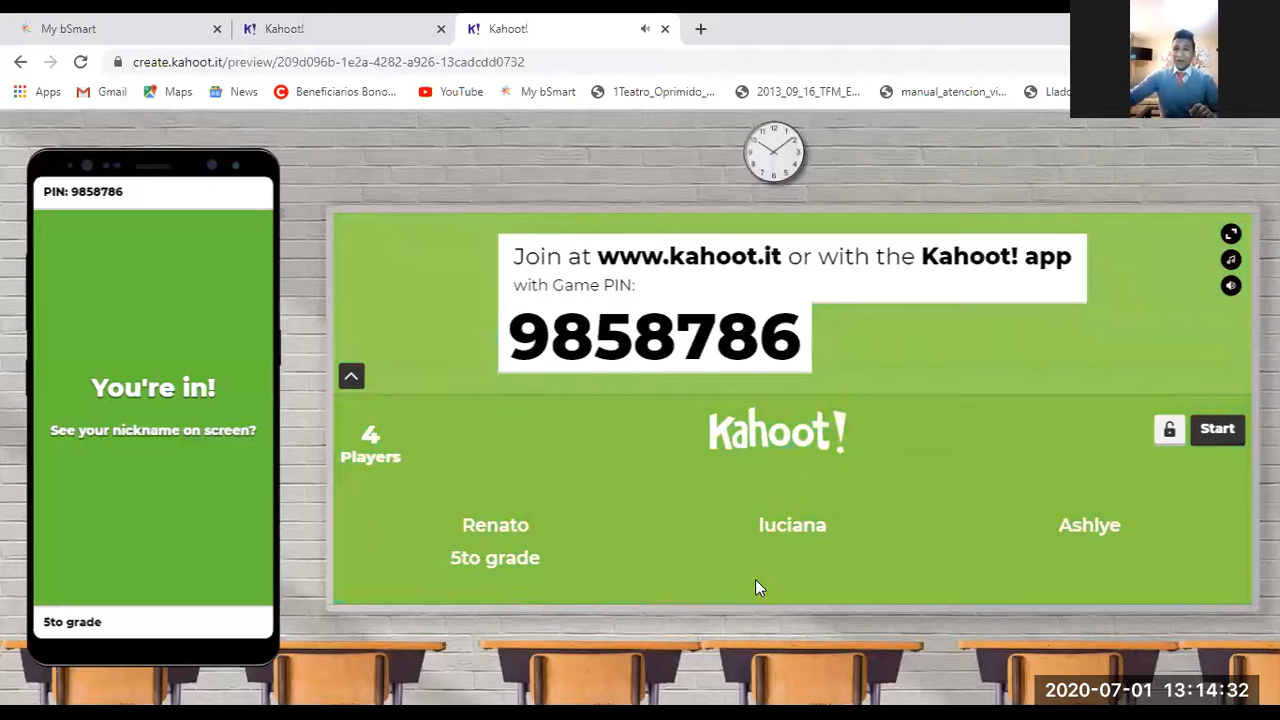 My bSmart
Kahoot!
Kahoot!
create.kahoot.it/preview/209d096b-1e2a-4282-a92b-13cadcdd0732
Apps
Gmail
Maps
News
Beneficiarios Bono...
YouTube
My bSmart
1Teatro_Oprimido_...
2013_09_16_TFM_E...
manual_atencion_vi...
Llado
PIN: 9858786
You're in!
See your nickname on screen?
5to grade
Join at www.kahoot.it or with the Kahoot! app
with Game PIN:
9858786
4
Players
Kahoot!
Start
Renato
luciana
Ashlye
5to grade
2020-07-01 13:14:32